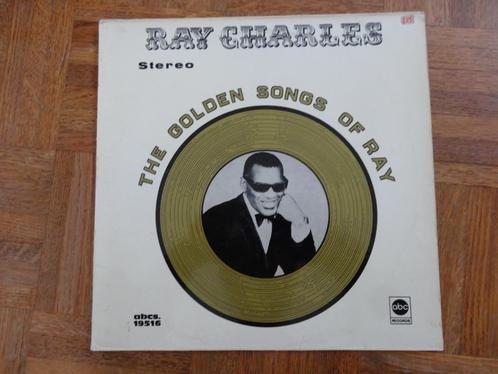 RAY CHARLES
Stereo
THE GOLDEN SONGS OF RAY
abcs.
19516
abc
RECORDS